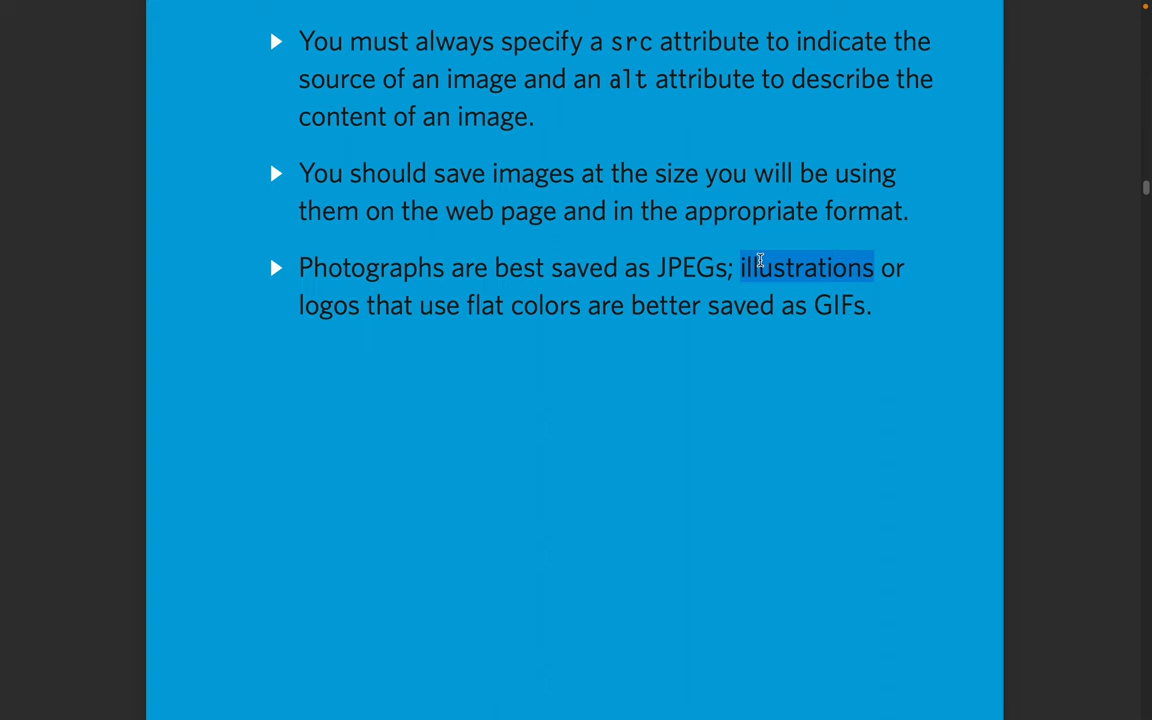 You must always specify a src attribute to indicate the
source of an image and an alt attribute to describe the
content of an image.
You should save images at the size you will be using
them on the web page and in the appropriate format.
Photographs are best saved as JPEGs; illustrations or
logos that use flat colors are better saved as GIFs.